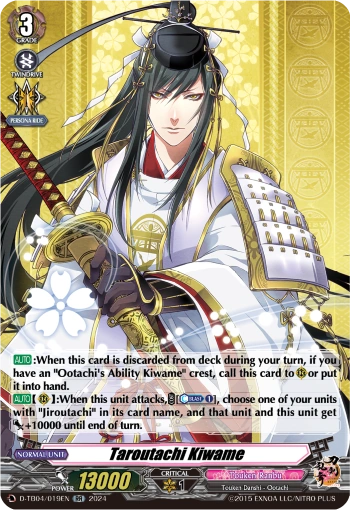 3
GRADE
TWINDRIVE
PERSONA RIDE
AUTO:When this card is discarded from deck during your turn, if you
have an "Ootachi's Ability Kiwame" crest, call this card to or put
it into hand.
AUTO[ ]:When this unit attacks, [BLAST 1], choose one of your units
with "Jiroutachi" in its card name, and that unit and this unit get
+10000 until end of turn.
NORMAL UNIT
Taroutachi Kiwame
POWER 13000 CRITICAL 1
Touken Ranbu
Touken Danshi - Ootachi
D-TB04/019EN RR 2024 ©2015 EXNOA LLC/NITRO PLUS